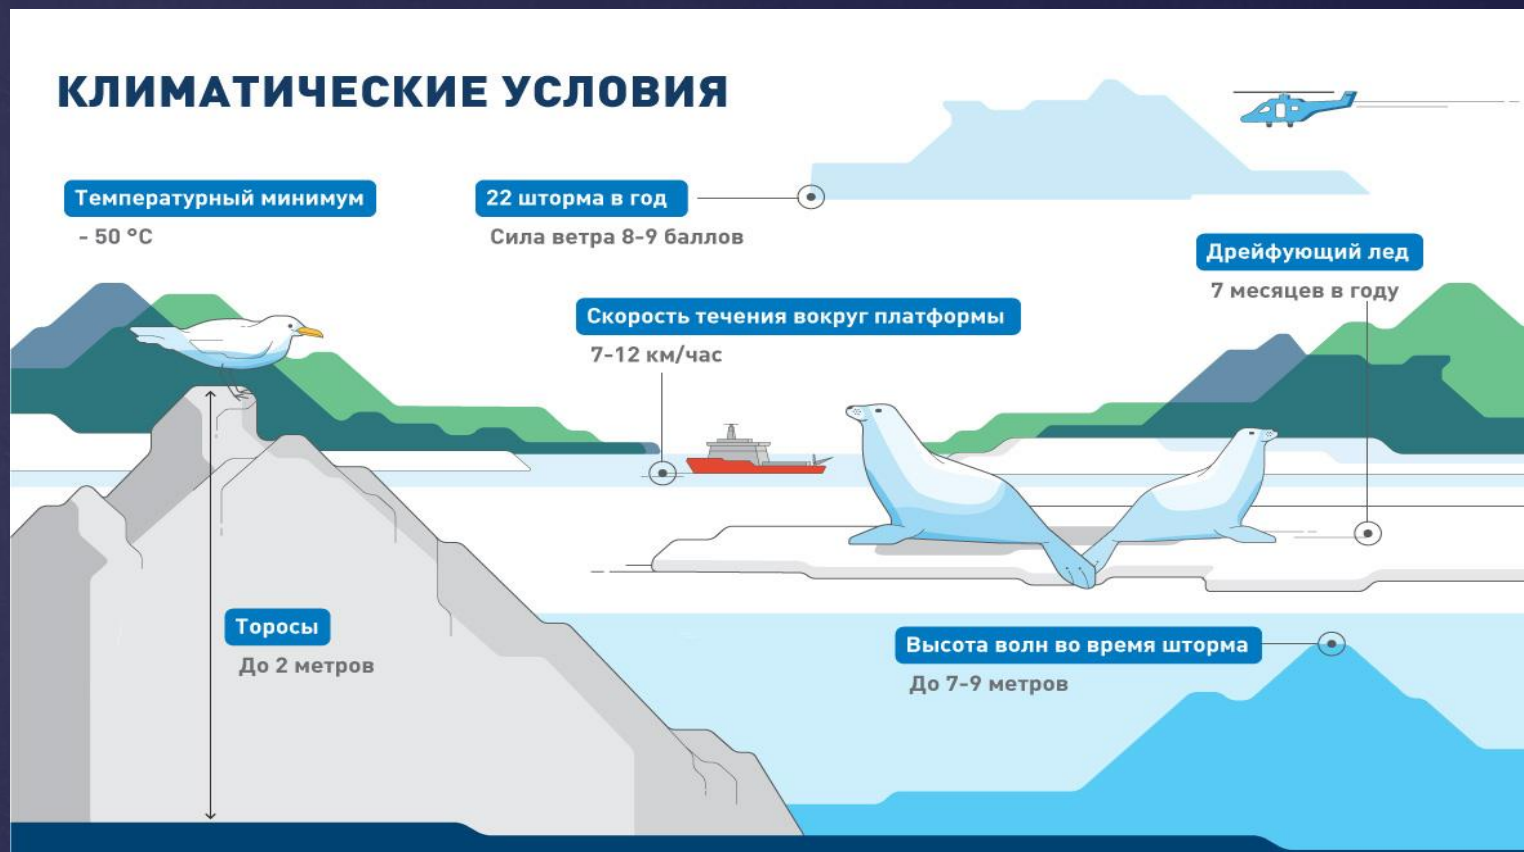 КЛИМАТИЧЕСКИЕ УСЛОВИЯ
Температурный минимум
- 50 °C
22 шторма в год
Сила ветра 8-9 баллов
Дрейфующий лед
7 месяцев в году
Скорость течения вокруг платформы
7-12 км/час
Торосы
До 2 метров
Высота волн во время шторма
До 7-9 метров